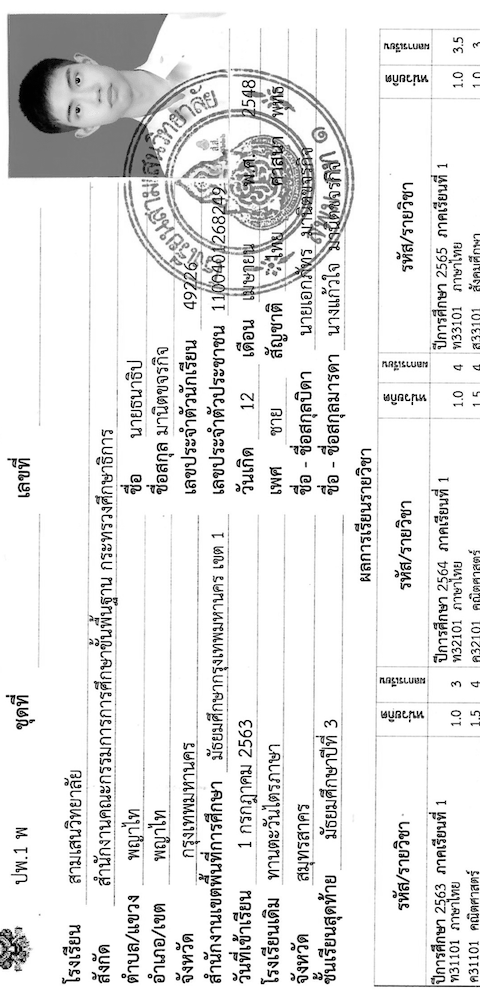 ปพ.1 พ ชุดที่ เลขที่
โรงเรียน สามเสนวิทยาลัย
สังกัด สำนักงานคณะกรรมการการศึกษาขั้นพื้นฐาน กระทรวงศึกษาธิการ
ตำบล/แขวง พญาไท
อำเภอ/เขต พญาไท
จังหวัด กรุงเทพมหานคร
สำนักงานเขตพื้นที่การศึกษา มัธยมศึกษากรุงเทพมหานคร เขต 1
วันที่เข้าเรียน 1 กรกฎาคม 2563
โรงเรียนเดิม ทานตะวันไตรภาษา
จังหวัด สมุทรสาคร
ชั้นเรียนสุดท้าย มัธยมศึกษาปีที่ 3
ชื่อ นายธนาธิป
ชื่อสกุล มานิตขจรกิจ
เลขประจำตัวนักเรียน 49226
เลขประจำตัวประชาชน 1100401268249
วันเกิด 12 เดือน เมษายน พ.ศ. 2548
เพศ ชาย สัญชาติ ไทย ศาสนา พุทธ
ชื่อ - ชื่อสกุลบิดา นายเอกภัทร มานิตขจรกิจ
ชื่อ - ชื่อสกุลมารดา นางแก้วใจ มานิตขจรกิจ
โรงเรียนสามเสนวิทยาลัย
ผลการเรียนรายวิชา
รหัส/รายวิชา หน่วยกิต ผลการเรียน รหัส/รายวิชา หน่วยกิต ผลการเรียน รหัส/รายวิชา หน่วยกิต ผลการเรียน
ปีการศึกษา 2563 ภาคเรียนที่ 1 ปีการศึกษา 2564 ภาคเรียนที่ 1 ปีการศึกษา 2565 ภาคเรียนที่ 1
ท31101 ภาษาไทย 1.0 3 ท32101 ภาษาไทย 1.0 4 ท33101 ภาษาไทย 1.0 3.5
ค31101 คณิตศาสตร์ 1.5 4 ค32101 คณิตศาสตร์ 1.5 4 ส33101 สังคมศึกษา 1.0 3